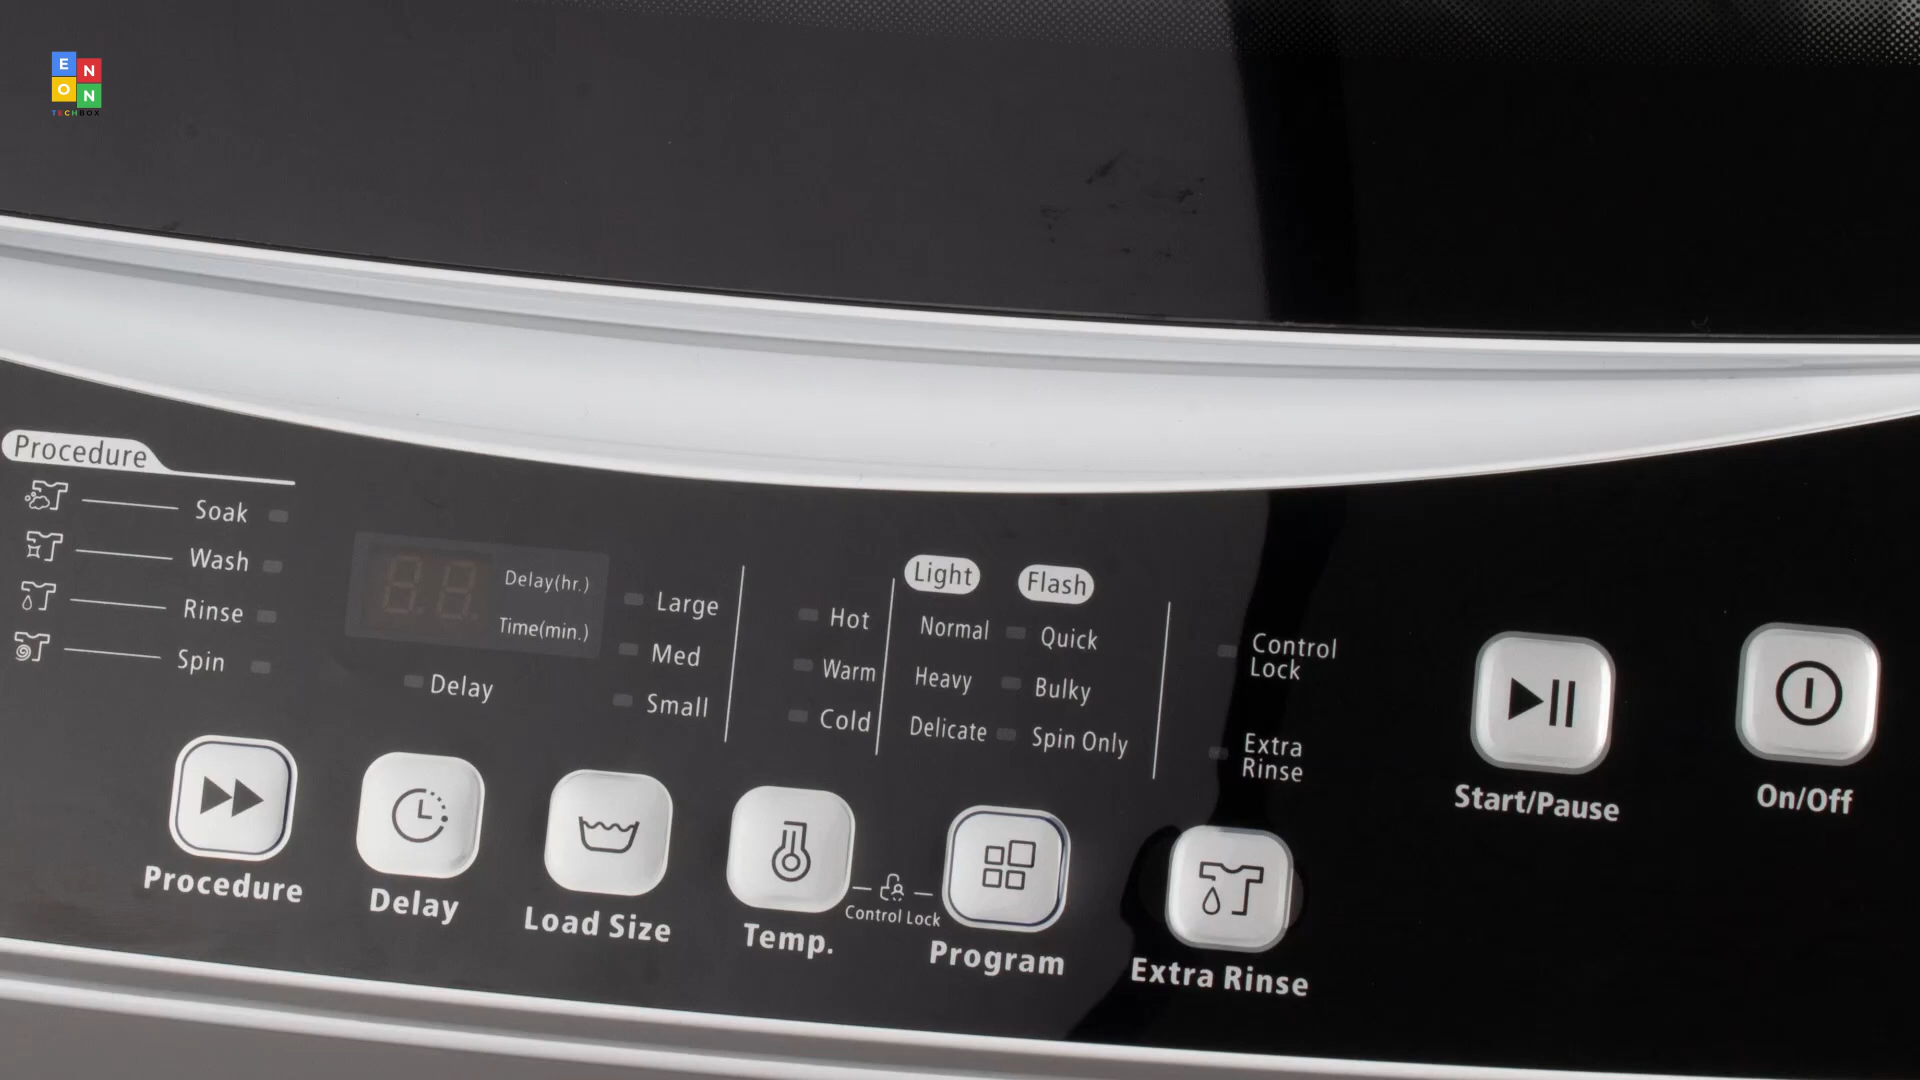 E N
O N
TECHBOX
Procedure
Soak
Wash
Rinse
Spin
Delay(hr.)
Time(min.)
Delay
Large
Med
Small
Hot
Warm
Cold
Light Flash
Normal Quick
Heavy Bulky
Delicate Spin Only
Control
Lock
Extra
Rinse
Start/Pause
On/Off
Procedure
Delay
Load Size
Temp.
Control Lock
Program
Extra Rinse